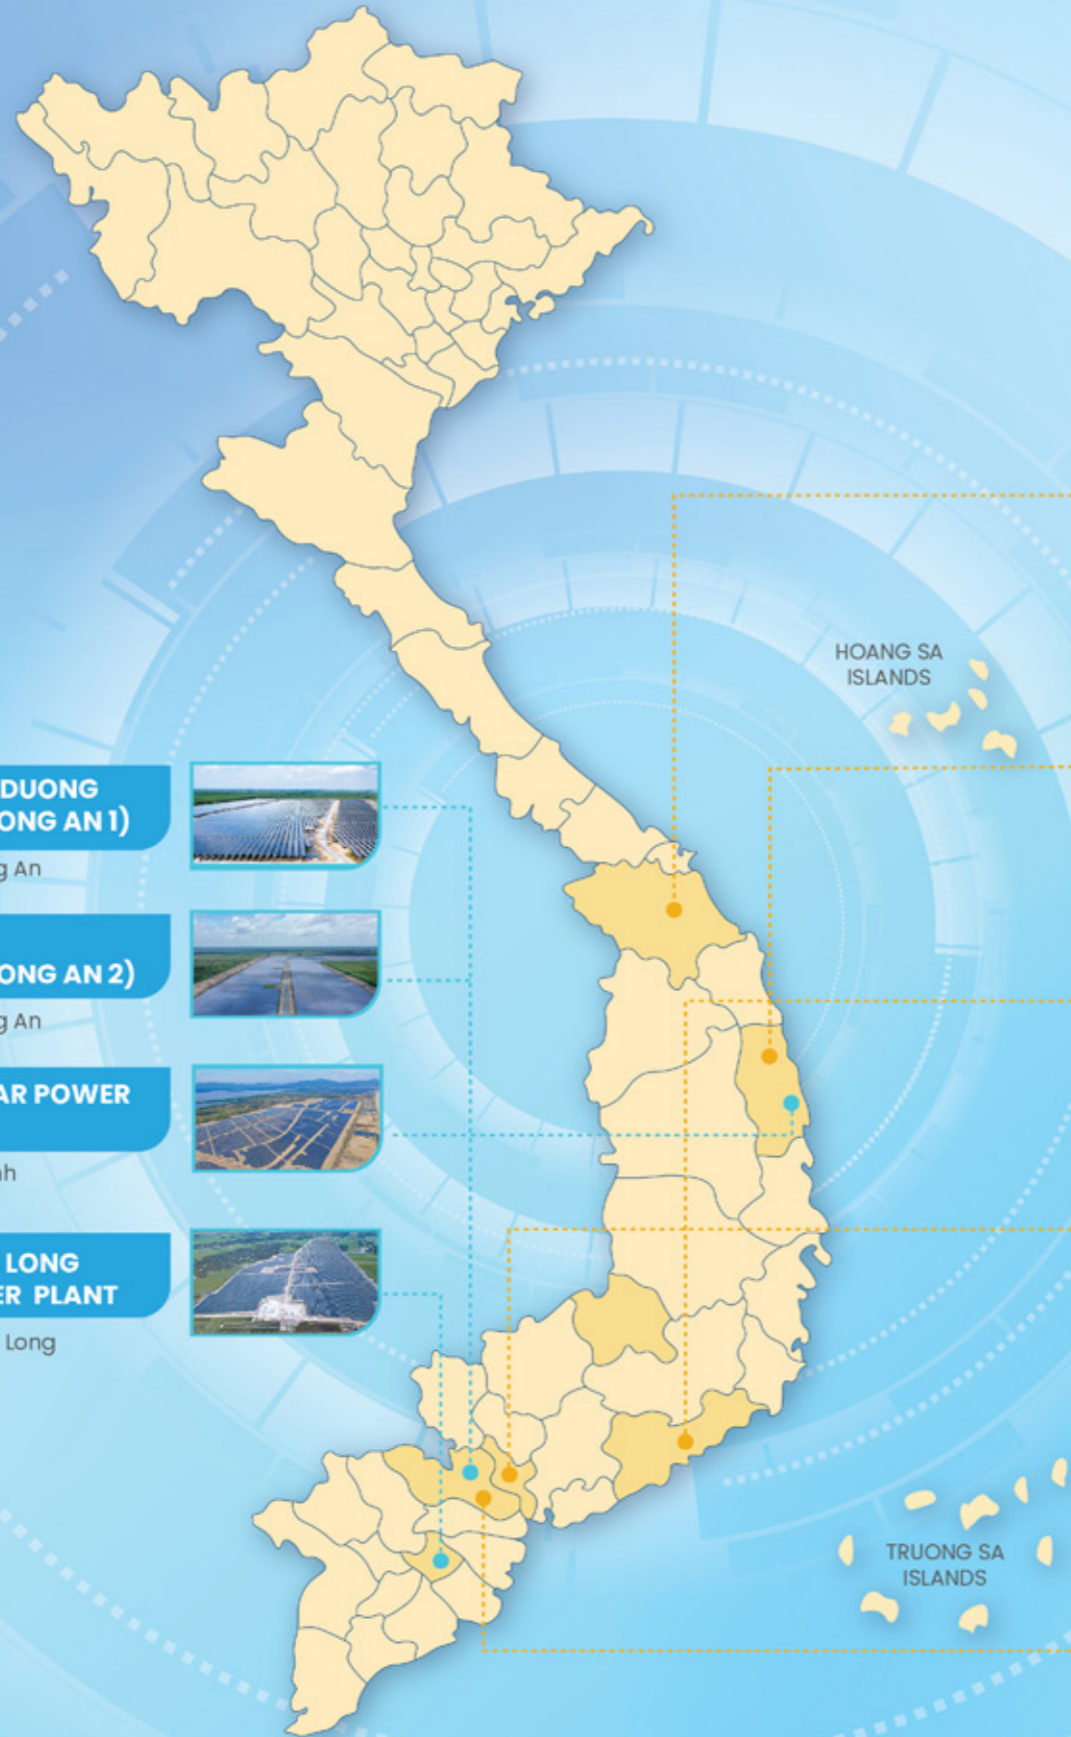 HOANG SA
ISLANDS
DUONG
ONG AN 1)
g An
ONG AN 2)
g An
AR POWER
nh
LONG
ER PLANT
Long
TRUONG SA
ISLANDS